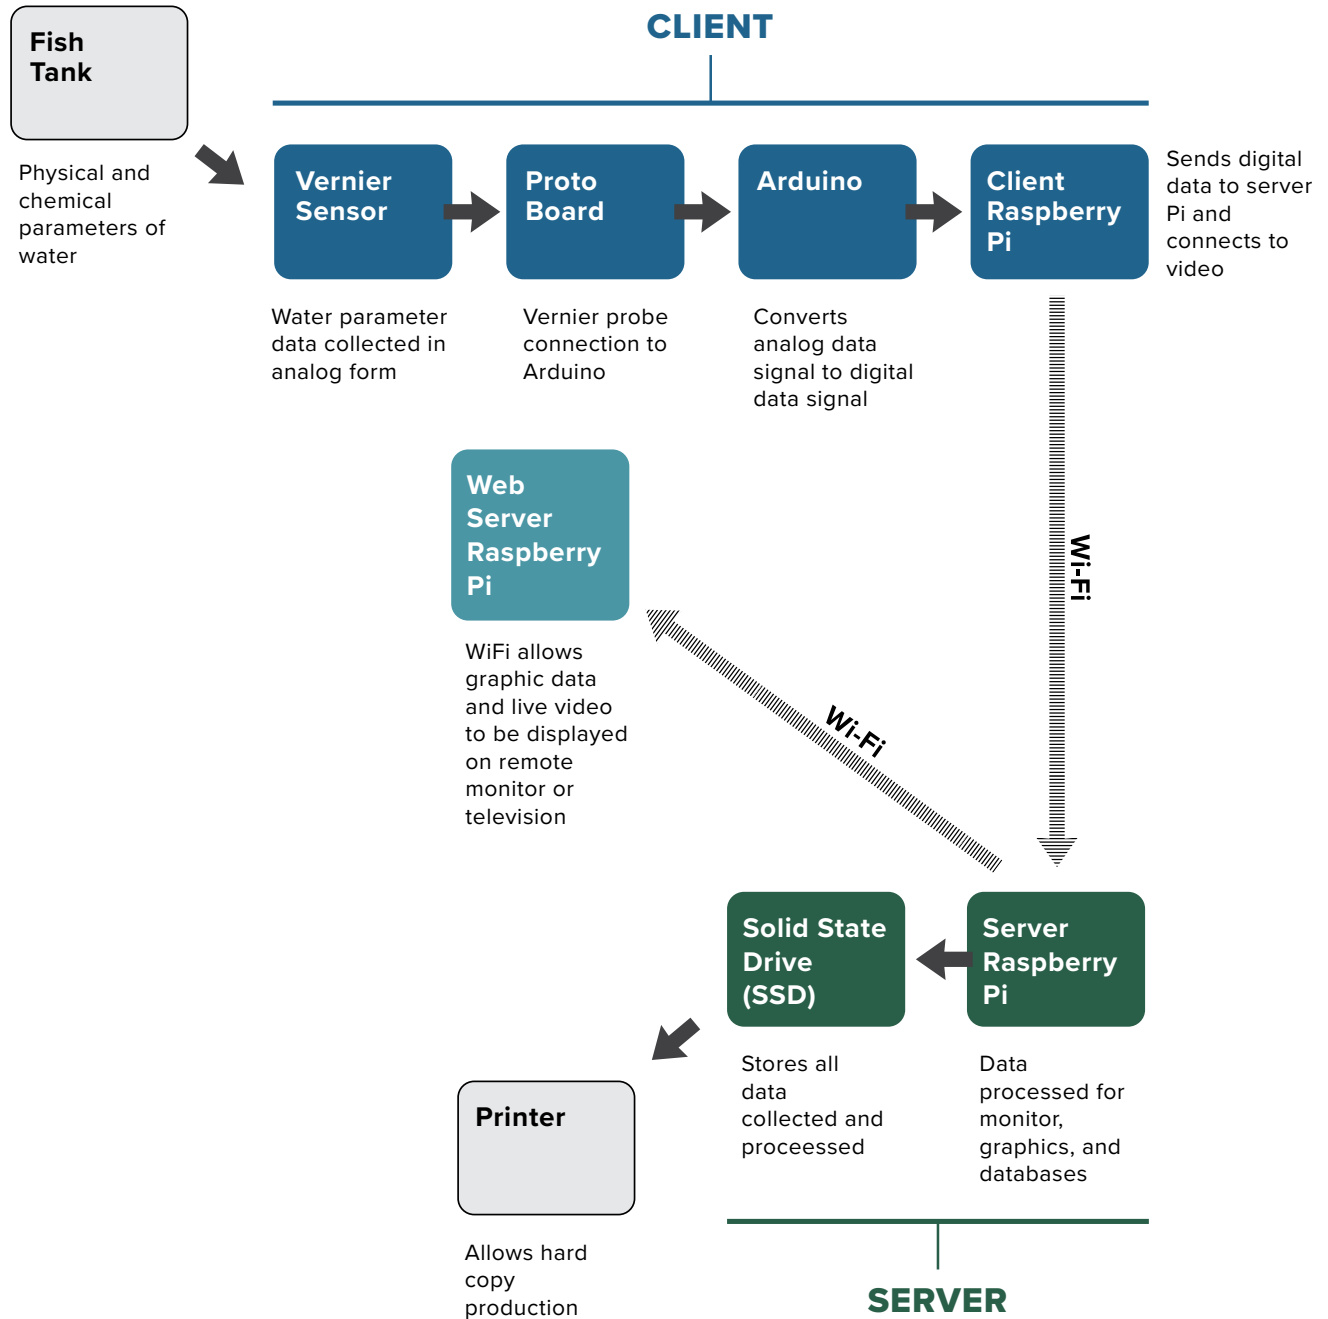 CLIENT
Fish
Tank
Physical and
chemical
parameters of
water
Vernier
Sensor
Water parameter
data collected in
analog form
Proto
Board
Vernier probe
connection to
Arduino
Arduino
Converts
analog data
signal to digital
data signal
Client
Raspberry
Pi
Sends digital
data to server
Pi and
connects to
video
Wi-Fi
Web
Server
Raspberry
Pi
WiFi allows
graphic data
and live video
to be displayed
on remote
monitor or
television
Wi-Fi
Solid State
Drive
(SSD)
Stores all
data
collected and
proceessed
Server
Raspberry
Pi
Data
processed for
monitor,
graphics, and
databases
Printer
Allows hard
copy
production
SERVER